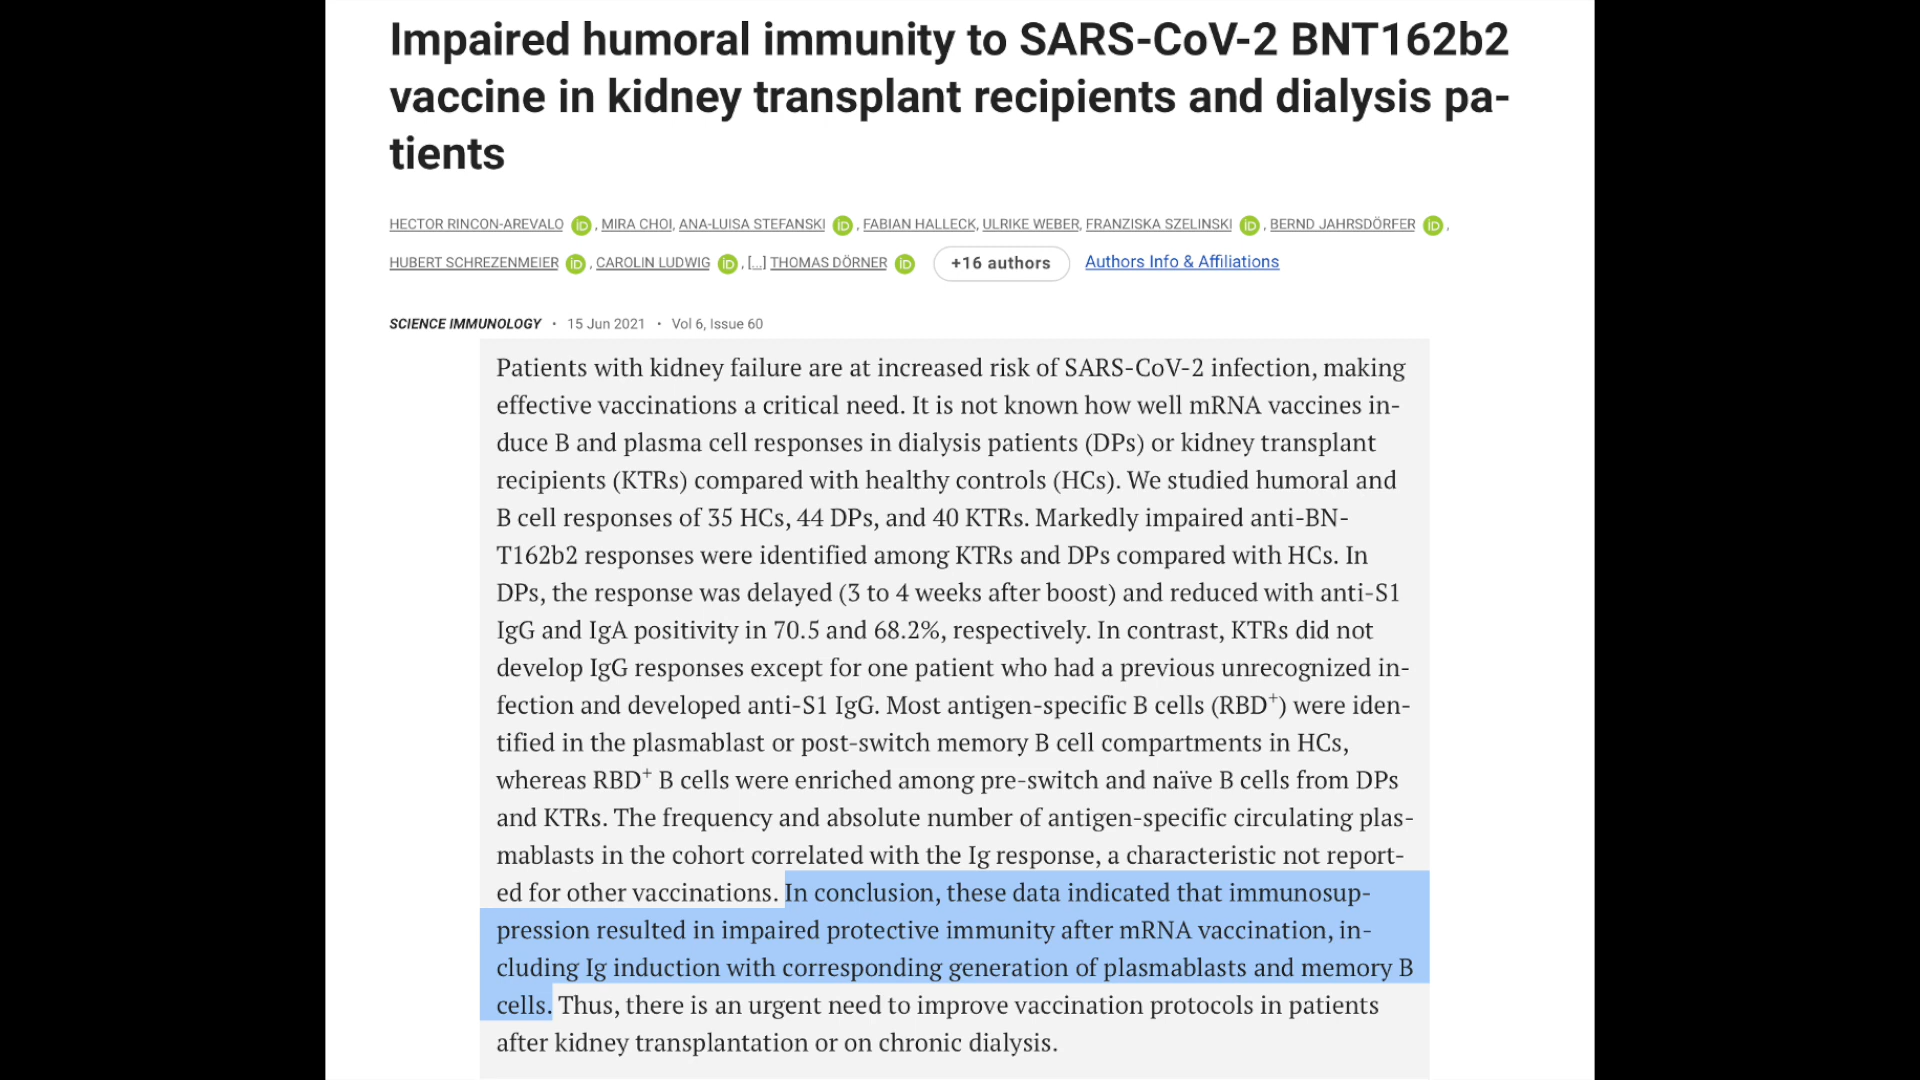 Impaired humoral immunity to SARS-CoV-2 BNT162b2
vaccine in kidney transplant recipients and dialysis pa-
tients
HECTOR RINCON-AREVALO iD , MIRA CHOI, ANA-LUISA STEFANSKI iD , FABIAN HALLECK, ULRIKE WEBER, FRANZISKA SZELINSKI iD , BERND JAHRSDÖRFER iD ,
HUBERT SCHREZENMEIER iD , CAROLIN LUDWIG iD , [...] THOMAS DÖRNER iD +16 authors Authors Info & Affiliations
SCIENCE IMMUNOLOGY • 15 Jun 2021 • Vol 6, Issue 60
Patients with kidney failure are at increased risk of SARS-CoV-2 infection, making
effective vaccinations a critical need. It is not known how well mRNA vaccines in-
duce B and plasma cell responses in dialysis patients (DPs) or kidney transplant
recipients (KTRs) compared with healthy controls (HCs). We studied humoral and
B cell responses of 35 HCs, 44 DPs, and 40 KTRs. Markedly impaired anti-BN-
T162b2 responses were identified among KTRs and DPs compared with HCs. In
DPs, the response was delayed (3 to 4 weeks after boost) and reduced with anti-S1
IgG and IgA positivity in 70.5 and 68.2%, respectively. In contrast, KTRs did not
develop IgG responses except for one patient who had a previous unrecognized in-
fection and developed anti-S1 IgG. Most antigen-specific B cells (RBD⁺) were iden-
tified in the plasmablast or post-switch memory B cell compartments in HCs,
whereas RBD⁺ B cells were enriched among pre-switch and naïve B cells from DPs
and KTRs. The frequency and absolute number of antigen-specific circulating plas-
mablasts in the cohort correlated with the Ig response, a characteristic not report-
ed for other vaccinations. In conclusion, these data indicated that immunosup-
pression resulted in impaired protective immunity after mRNA vaccination, in-
cluding Ig induction with corresponding generation of plasmablasts and memory B
cells. Thus, there is an urgent need to improve vaccination protocols in patients
after kidney transplantation or on chronic dialysis.